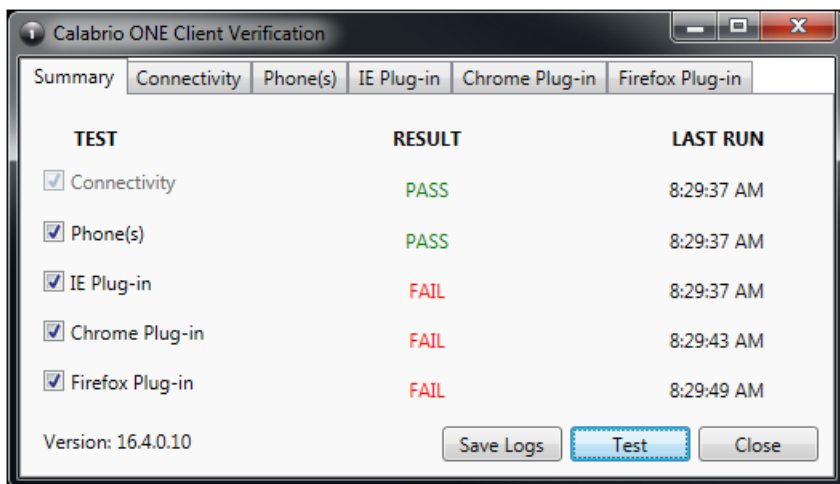 Calabrio ONE Client Verification
Summary Connectivity Phone(s) IE Plug-in Chrome Plug-in Firefox Plug-in
TEST RESULT LAST RUN
Connectivity PASS 8:29:37 AM
Phone(s) PASS 8:29:37 AM
IE Plug-in FAIL 8:29:37 AM
Chrome Plug-in FAIL 8:29:43 AM
Firefox Plug-in FAIL 8:29:49 AM
Version: 16.4.0.10 Save Logs Test Close